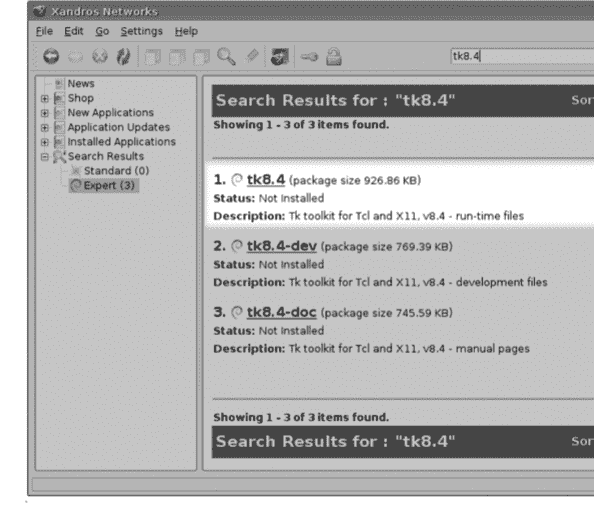 Xandros Networks
File Edit Go Settings Help
tk8.4
News
Shop
New Applications
Application Updates
Installed Applications
Search Results
Standard (0)
Expert (3)
Search Results for : "tk8.4" Sor
Showing 1 - 3 of 3 items found.
1. tk8.4 (package size 926.86 KB)
Status: Not Installed
Description: Tk toolkit for Tcl and X11, v8.4 - run-time files
2. tk8.4-dev (package size 769.39 KB)
Status: Not Installed
Description: Tk toolkit for Tcl and X11, v8.4 - development files
3. tk8.4-doc (package size 745.59 KB)
Status: Not Installed
Description: Tk toolkit for Tcl and X11, v8.4 - manual pages
Showing 1 - 3 of 3 items found.
Search Results for : "tk8.4" Sor